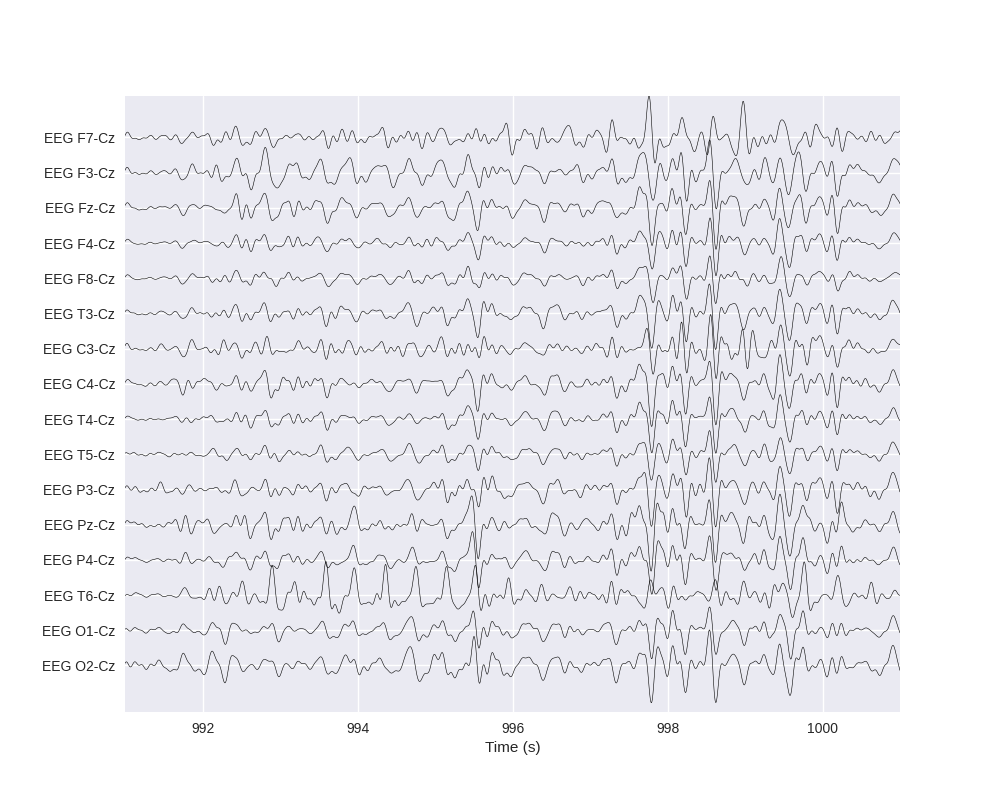 EEG F7-Cz
EEG F3-Cz
EEG Fz-Cz
EEG F4-Cz
EEG F8-Cz
EEG T3-Cz
EEG C3-Cz
EEG C4-Cz
EEG T4-Cz
EEG T5-Cz
EEG P3-Cz
EEG Pz-Cz
EEG P4-Cz
EEG T6-Cz
EEG O1-Cz
EEG O2-Cz
992 994 996 998 1000
Time (s)